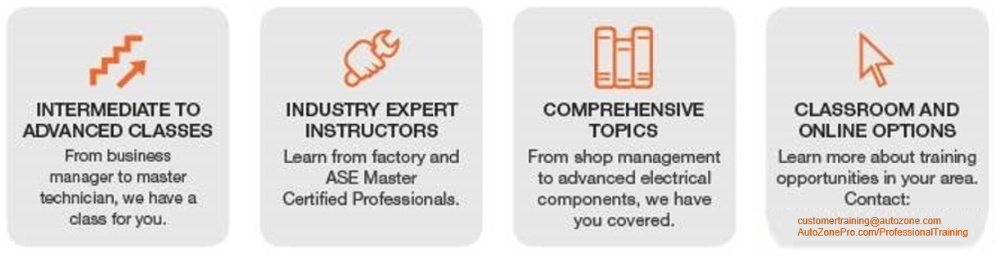 INTERMEDIATE TO
ADVANCED CLASSES
From business
manager to master
technician, we have a
class for you.
INDUSTRY EXPERT
INSTRUCTORS
Learn from factory and
ASE Master
Certified Professionals.
COMPREHENSIVE
TOPICS
From shop management
to advanced electrical
components, we have
you covered.
CLASSROOM AND
ONLINE OPTIONS
Learn more about training
opportunities in your area.
Contact:
customertraining@autozone.com
AutoZonePro.com/ProfessionalTraining